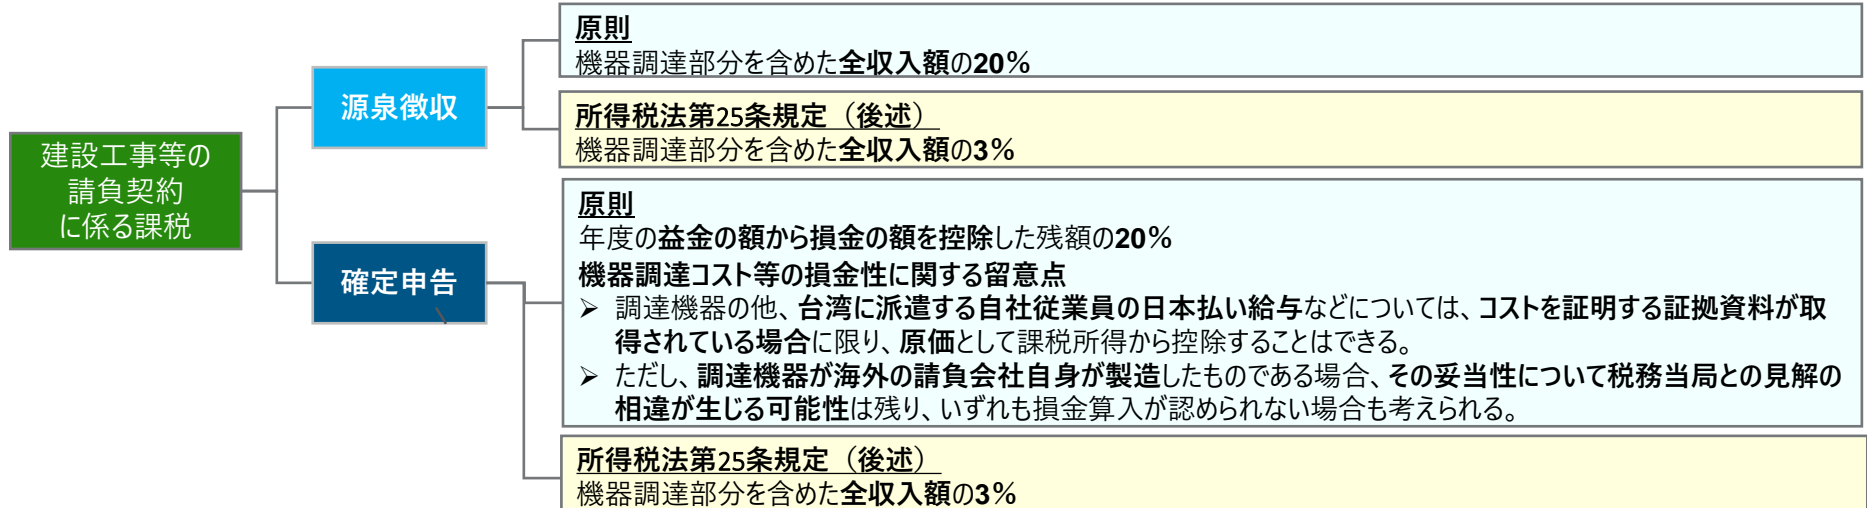 建設工事等の
請負契約
に係る課税
源泉徴収
原則
機器調達部分を含めた全収入額の20%
所得税法第25条規定（後述）
機器調達部分を含めた全収入額の3%
確定申告
原則
年度の益金の額から損金の額を控除した残額の20%
機器調達コスト等の損金性に関する留意点
➢ 調達機器の他、台湾に派遣する自社従業員の日本払い給与などについては、コストを証明する証拠資料が取
得されている場合に限り、原価として課税所得から控除することはできる。
➢ ただし、調達機器が海外の請負会社自身が製造したものである場合、その妥当性について税務当局との見解の
相違が生じる可能性は残り、いずれも損金算入が認められない場合も考えられる。
所得税法第25条規定（後述）
機器調達部分を含めた全収入額の3%